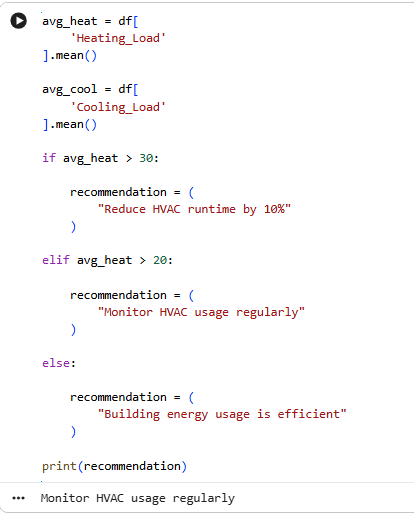 avg_heat = df[
    'Heating_Load'
].mean()
avg_cool = df[
    'Cooling_Load'
].mean()
if avg_heat > 30:
    recommendation = (
        "Reduce HVAC runtime by 10%"
    )
elif avg_heat > 20:
    recommendation = (
        "Monitor HVAC usage regularly"
    )
else:
    recommendation = (
        "Building energy usage is efficient"
    )
print(recommendation)
Monitor HVAC usage regularly